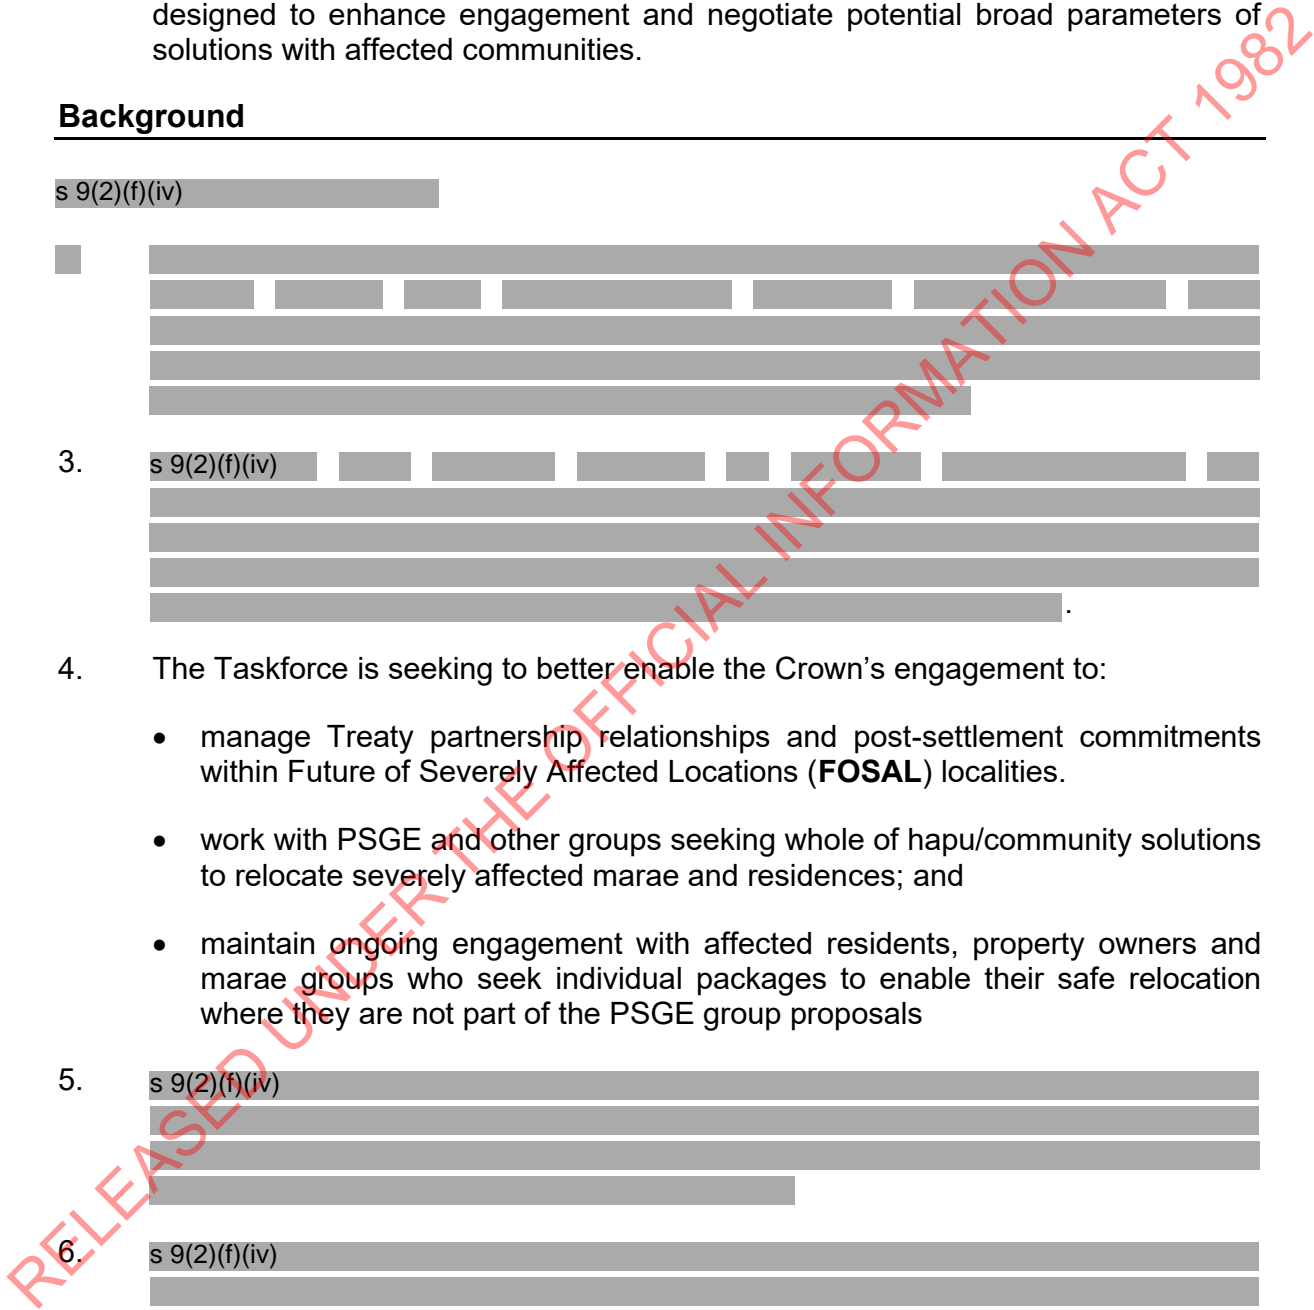 designed to enhance engagement and negotiate potential broad parameters of
solutions with affected communities.
Background
s 9(2)(f)(iv)
3. s 9(2)(f)(iv)
.
4. The Taskforce is seeking to better enable the Crown’s engagement to:
• manage Treaty partnership relationships and post-settlement commitments
within Future of Severely Affected Locations (FOSAL) localities.
• work with PSGE and other groups seeking whole of hapu/community solutions
to relocate severely affected marae and residences; and
• maintain ongoing engagement with affected residents, property owners and
marae groups who seek individual packages to enable their safe relocation
where they are not part of the PSGE group proposals
5. s 9(2)(f)(iv)
6. s 9(2)(f)(iv)
RELEASED UNDER THE OFFICIAL INFORMATION ACT 1982